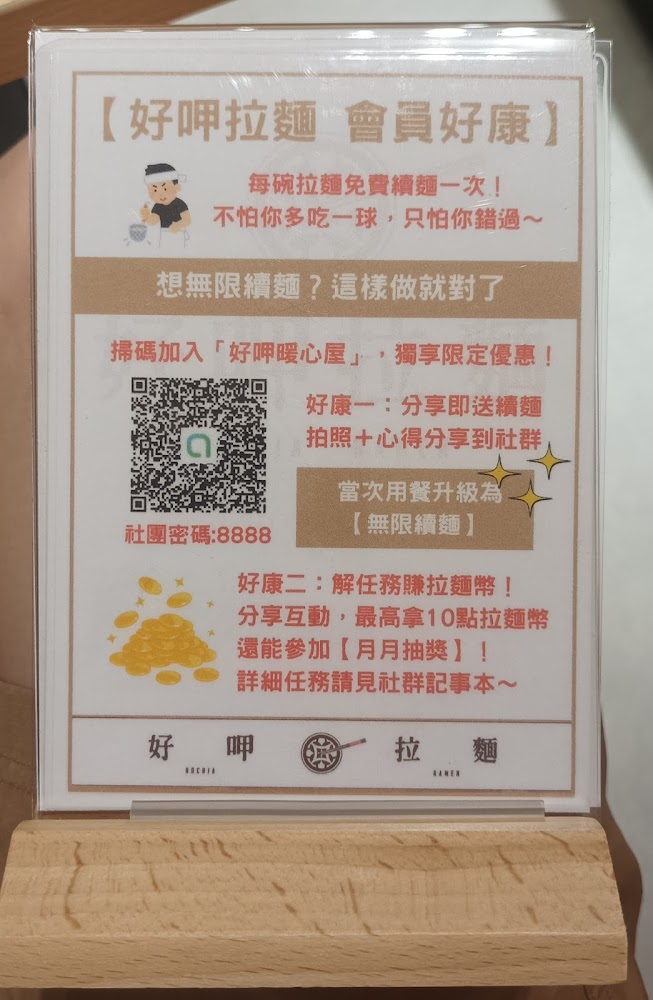 【好呷拉麵 會員好康】
每碗拉麵免費續麵一次！
不怕你多吃一球，只怕你錯過～
想無限續麵？這樣做就對了
掃碼加入「好呷暖心屋」，獨享限定優惠！
好康一：分享即送續麵
拍照＋心得分享到社群
當次用餐升級為
【無限續麵】
社團密碼:8888
好康二：解任務賺拉麵幣！
分享互動，最高拿10點拉麵幣
還能參加【月月抽獎】！
詳細任務請見社群記事本～
好呷 拉麵
HOCHIA RAMEN